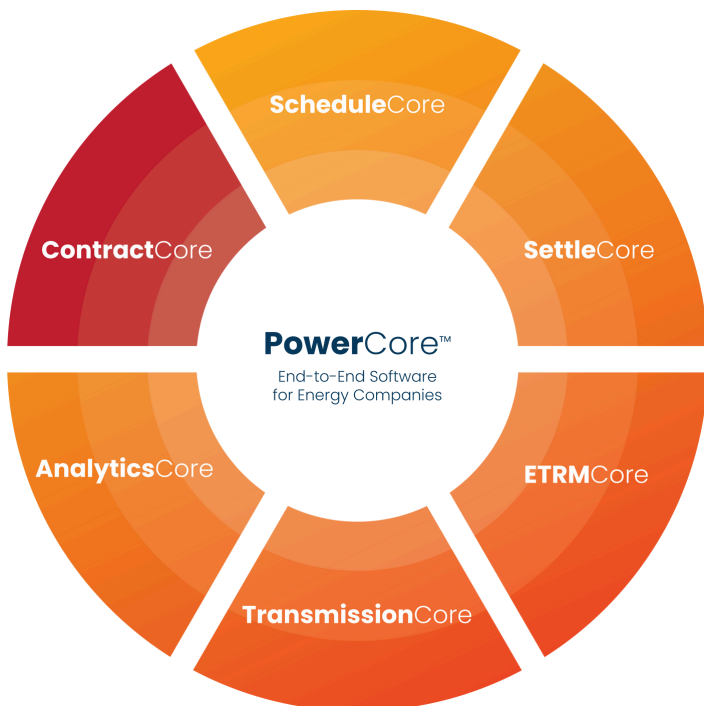 ScheduleCore
ContractCore
SettleCore
PowerCore™
End-to-End Software
for Energy Companies
AnalyticsCore
ETRMCore
TransmissionCore